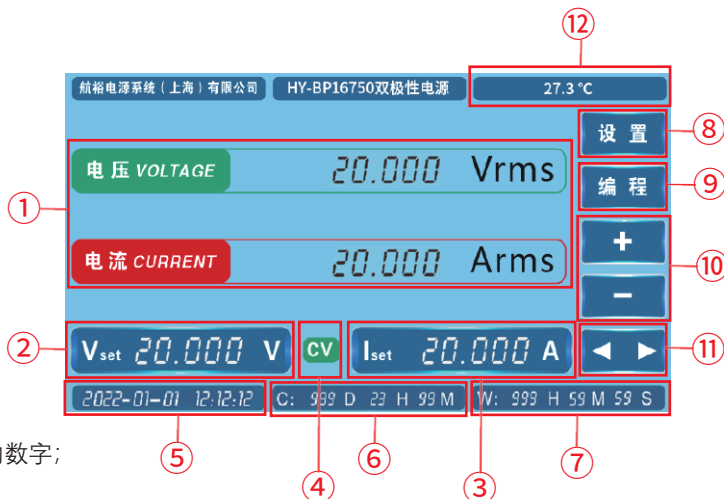 ⑫
航裕电源系统(上海)有限公司 HY-BP16750双极性电源 27.3℃
设 置 ⑧
电 压 VOLTAGE 20.000 Vrms
编 程 ⑨
①
+
电 流 CURRENT 20.000 Arms
⑩
−
② Vset 20.000 V CV Iset 20.000 A ◀ ▶ ⑪
2022-01-01 12:12:12 C: 999 D 23 H 99 M W: 999 H 59 M 59 S
数字;
⑤ ⑥ ⑦
④ ③